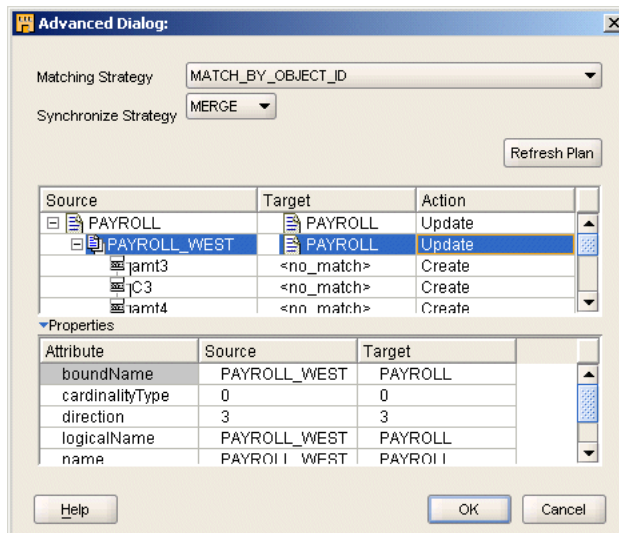 Advanced Dialog:
Matching Strategy MATCH_BY_OBJECT_ID
Synchronize Strategy MERGE
Refresh Plan
Source Target Action
PAYROLL PAYROLL Update
PAYROLL_WEST PAYROLL Update
amt3 <no_match> Create
C3 <no_match> Create
amt4 <no_match> Create
Properties
Attribute Source Target
boundName PAYROLL_WEST PAYROLL
cardinalityType 0 0
direction 3 3
logicalName PAYROLL_WEST PAYROLL
name PAYROLL_WEST PAYROLL
Help OK Cancel